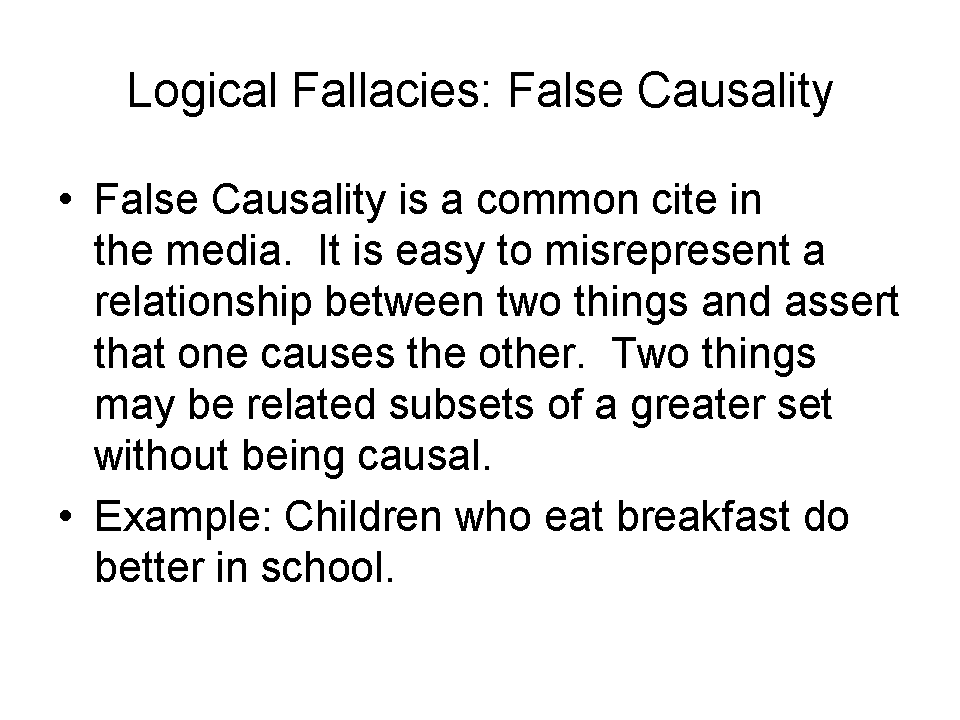 Logical Fallacies: False Causality
• False Causality is a common cite in
the media.  It is easy to misrepresent a
relationship between two things and assert
that one causes the other.  Two things
may be related subsets of a greater set
without being causal.
• Example: Children who eat breakfast do
better in school.